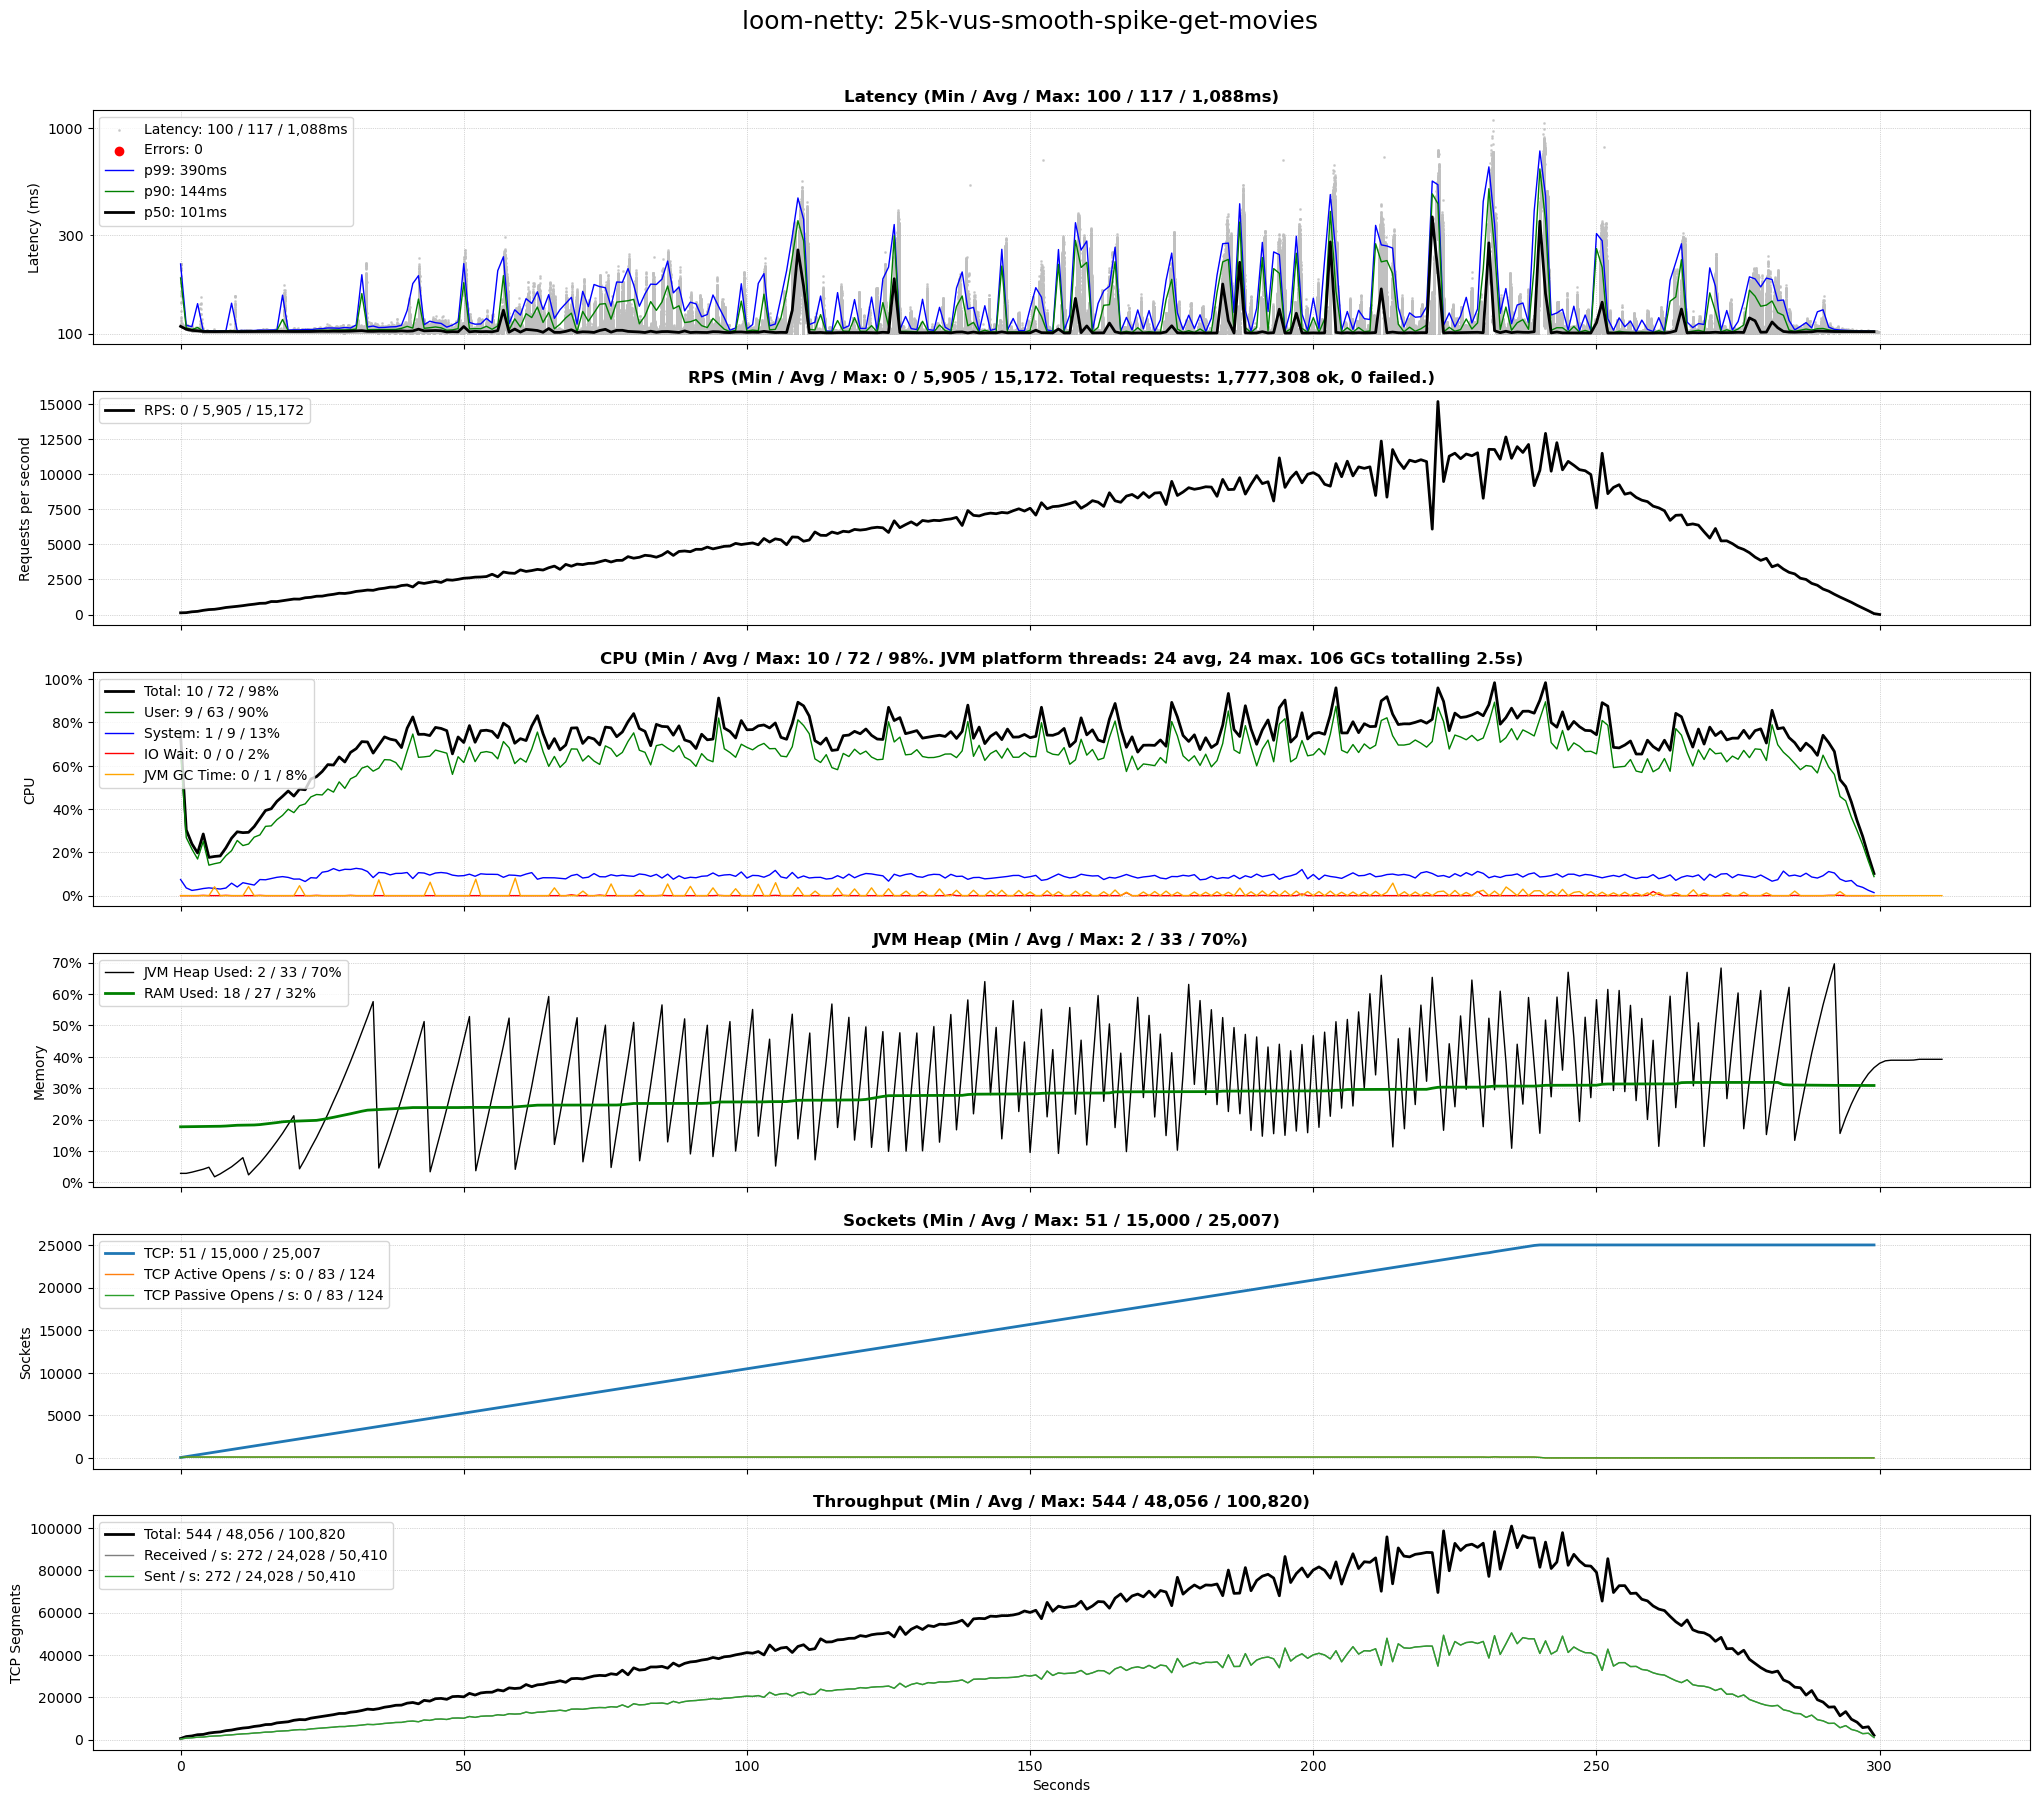 loom-netty: 25k-vus-smooth-spike-get-movies
Latency (Min / Avg / Max: 100 / 117 / 1,088ms)
Latency (ms)
1000
300
100
Latency: 100 / 117 / 1,088ms
Errors: 0
p99: 390ms
p90: 144ms
p50: 101ms
RPS (Min / Avg / Max: 0 / 5,905 / 15,172. Total requests: 1,777,308 ok, 0 failed.)
Requests per second
15000
12500
10000
7500
5000
2500
0
RPS: 0 / 5,905 / 15,172
CPU (Min / Avg / Max: 10 / 72 / 98%. JVM platform threads: 24 avg, 24 max. 106 GCs totalling 2.5s)
CPU
100%
80%
60%
40%
20%
0%
Total: 10 / 72 / 98%
User: 9 / 63 / 90%
System: 1 / 9 / 13%
IO Wait: 0 / 0 / 2%
JVM GC Time: 0 / 1 / 8%
JVM Heap (Min / Avg / Max: 2 / 33 / 70%)
Memory
70%
60%
50%
40%
30%
20%
10%
0%
JVM Heap Used: 2 / 33 / 70%
RAM Used: 18 / 27 / 32%
Sockets (Min / Avg / Max: 51 / 15,000 / 25,007)
Sockets
25000
20000
15000
10000
5000
0
TCP: 51 / 15,000 / 25,007
TCP Active Opens / s: 0 / 83 / 124
TCP Passive Opens / s: 0 / 83 / 124
Throughput (Min / Avg / Max: 544 / 48,056 / 100,820)
TCP Segments
100000
80000
60000
40000
20000
0
Total: 544 / 48,056 / 100,820
Received / s: 272 / 24,028 / 50,410
Sent / s: 272 / 24,028 / 50,410
0 50 100 150 200 250 300
Seconds